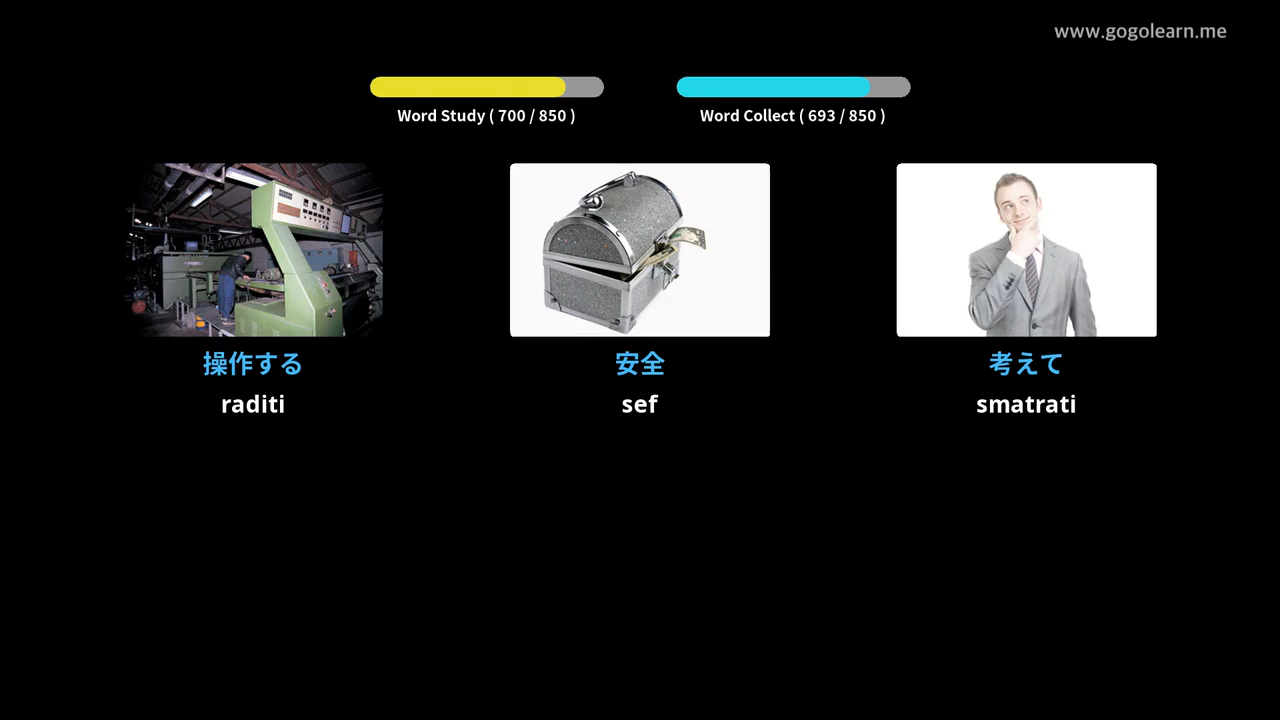 www.gogolearn.me
Word Study ( 700 / 850 )
Word Collect ( 693 / 850 )
操作する
raditi
安全
sef
考えて
smatrati